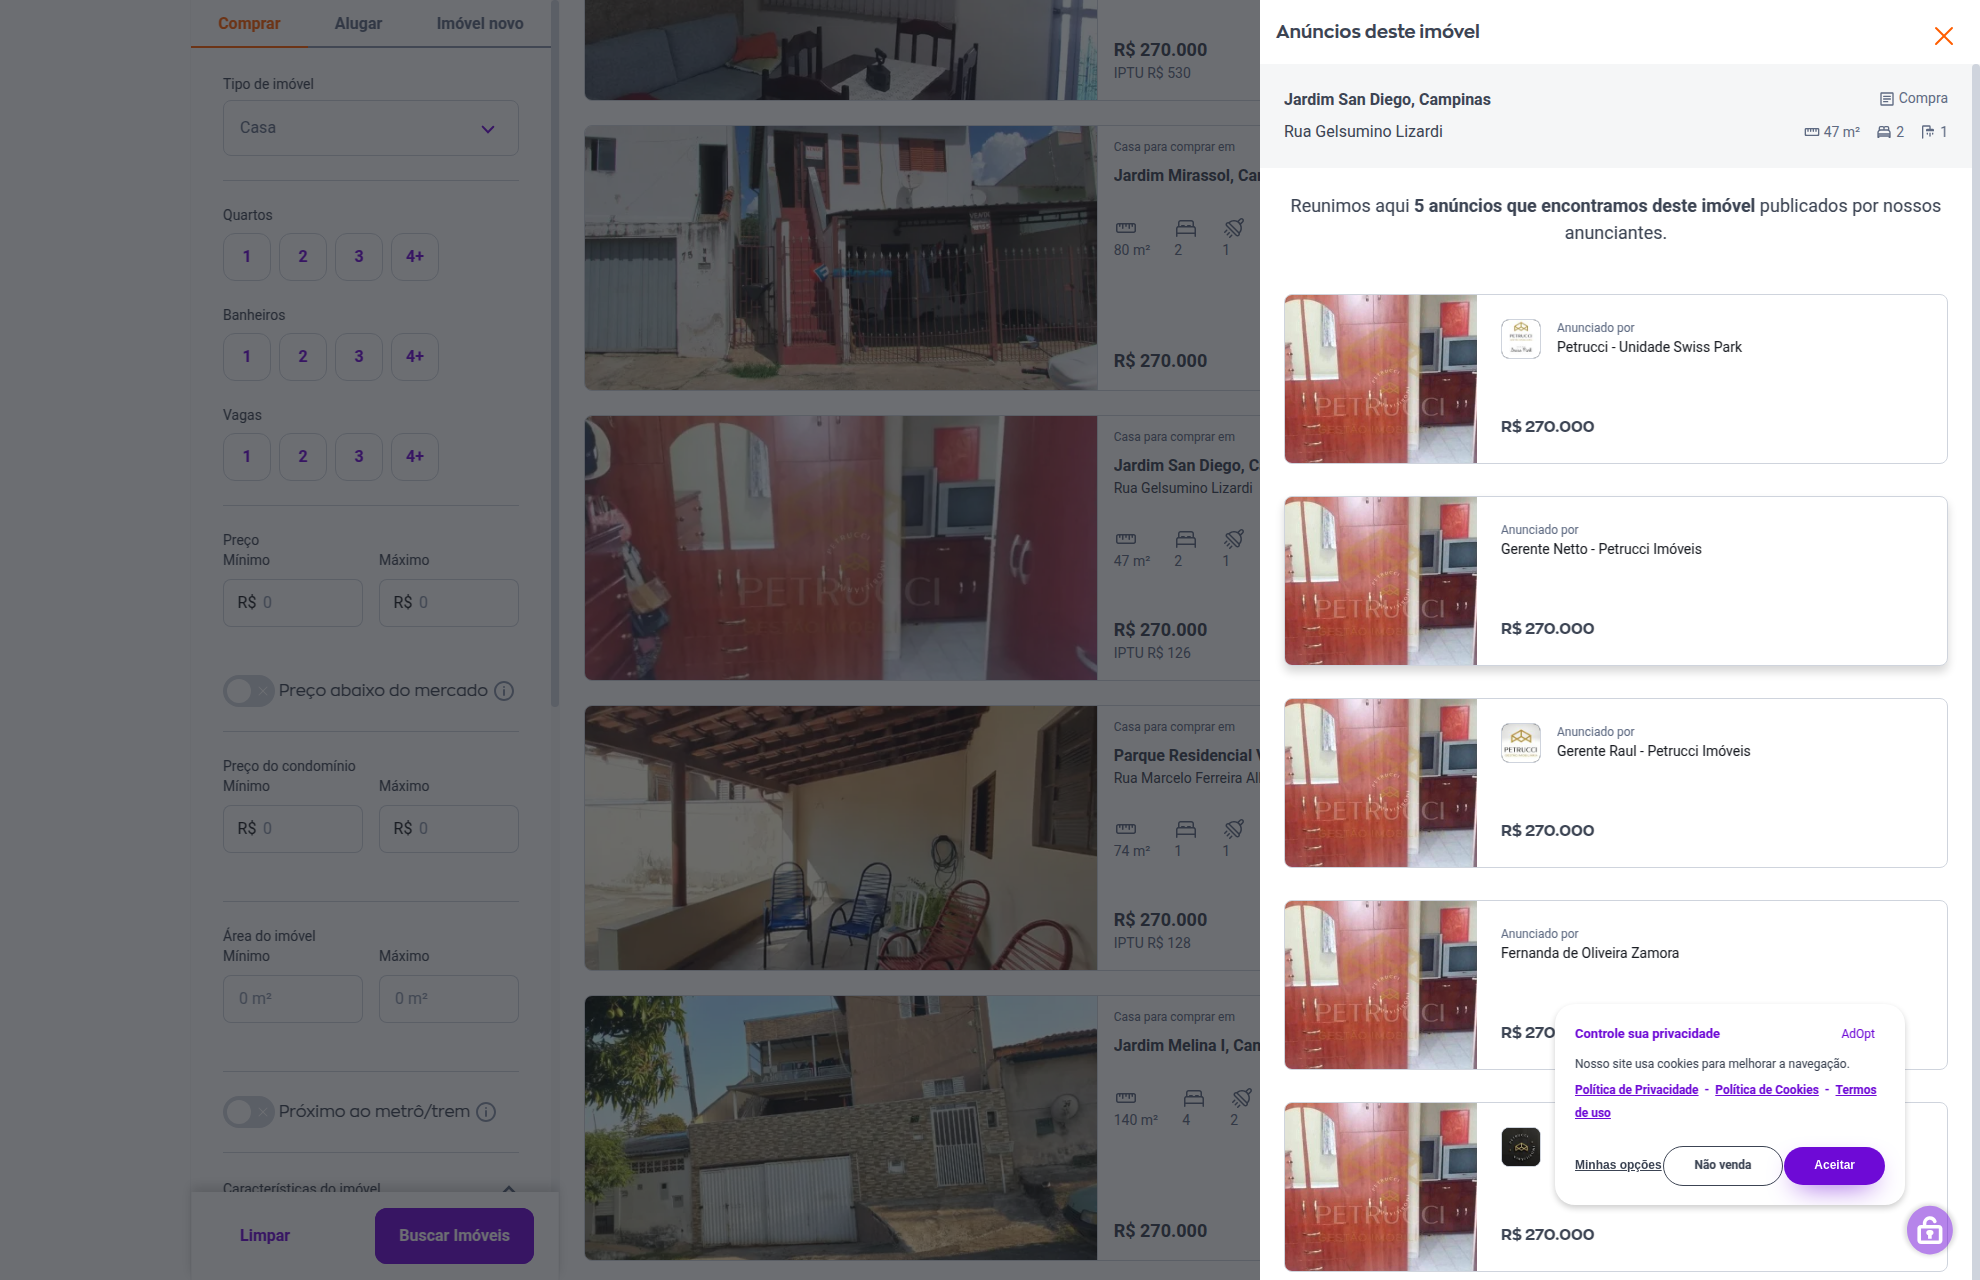 Comprar
Alugar
Imóvel novo
Tipo de imóvel
Casa
Quartos
1
2
3
4+
Banheiros
1
2
3
4+
Vagas
1
2
3
4+
Preço
Mínimo
Máximo
R$ 0
R$ 0
Preço abaixo do mercado
Preço do condomínio
Mínimo
Máximo
R$ 0
R$ 0
Área do imóvel
Mínimo
Máximo
0 m²
0 m²
Próximo ao metrô/trem
Características do imóvel
Limpar
Buscar Imóveis
R$ 270.000
IPTU R$ 530
Casa para comprar em
Jardim Mirassol, Ca
80 m²
2
1
R$ 270.000
PETRUCCI
Casa para comprar em
Jardim San Diego, C
Rua Gelsumino Lizardi
47 m²
2
1
R$ 270.000
IPTU R$ 126
Casa para comprar em
Parque Residencial V
Rua Marcelo Ferreira Al
74 m²
1
1
R$ 270.000
IPTU R$ 128
Casa para comprar em
Jardim Melina I, Cam
140 m²
4
2
R$ 270.000
Anúncios deste imóvel
Jardim San Diego, Campinas
Compra
Rua Gelsumino Lizardi
47 m²
2
1
Reunimos aqui 5 anúncios que encontramos deste imóvel publicados por nossos
anunciantes.
PETRUCCI
Anunciado por
Petrucci - Unidade Swiss Park
R$ 270.000
PETRUCCI
Anunciado por
Gerente Netto - Petrucci Imóveis
R$ 270.000
PETRUCCI
PETRUCCI
Anunciado por
Gerente Raul - Petrucci Imóveis
R$ 270.000
PETRUCCI
Anunciado por
Fernanda de Oliveira Zamora
R$ 270
PETRUCCI
R$ 270.000
Controle sua privacidade
AdOpt
Nosso site usa cookies para melhorar a navegação.
Política de Privacidade - Política de Cookies - Termos
de uso
Minhas opções
Não venda
Aceitar